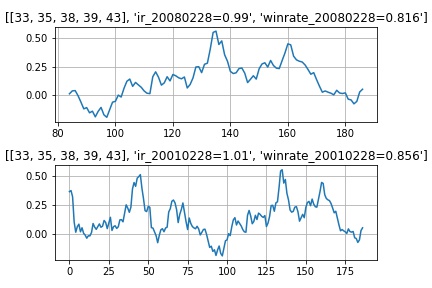 [[33, 35, 38, 39, 43], 'ir_20080228=0.99', 'winrate_20080228=0.816']
0.50
0.25
0.00
80 100 120 140 160 180
[[33, 35, 38, 39, 43], 'ir_20010228=1.01', 'winrate_20010228=0.856']
0.50
0.25
0.00
0 25 50 75 100 125 150 175